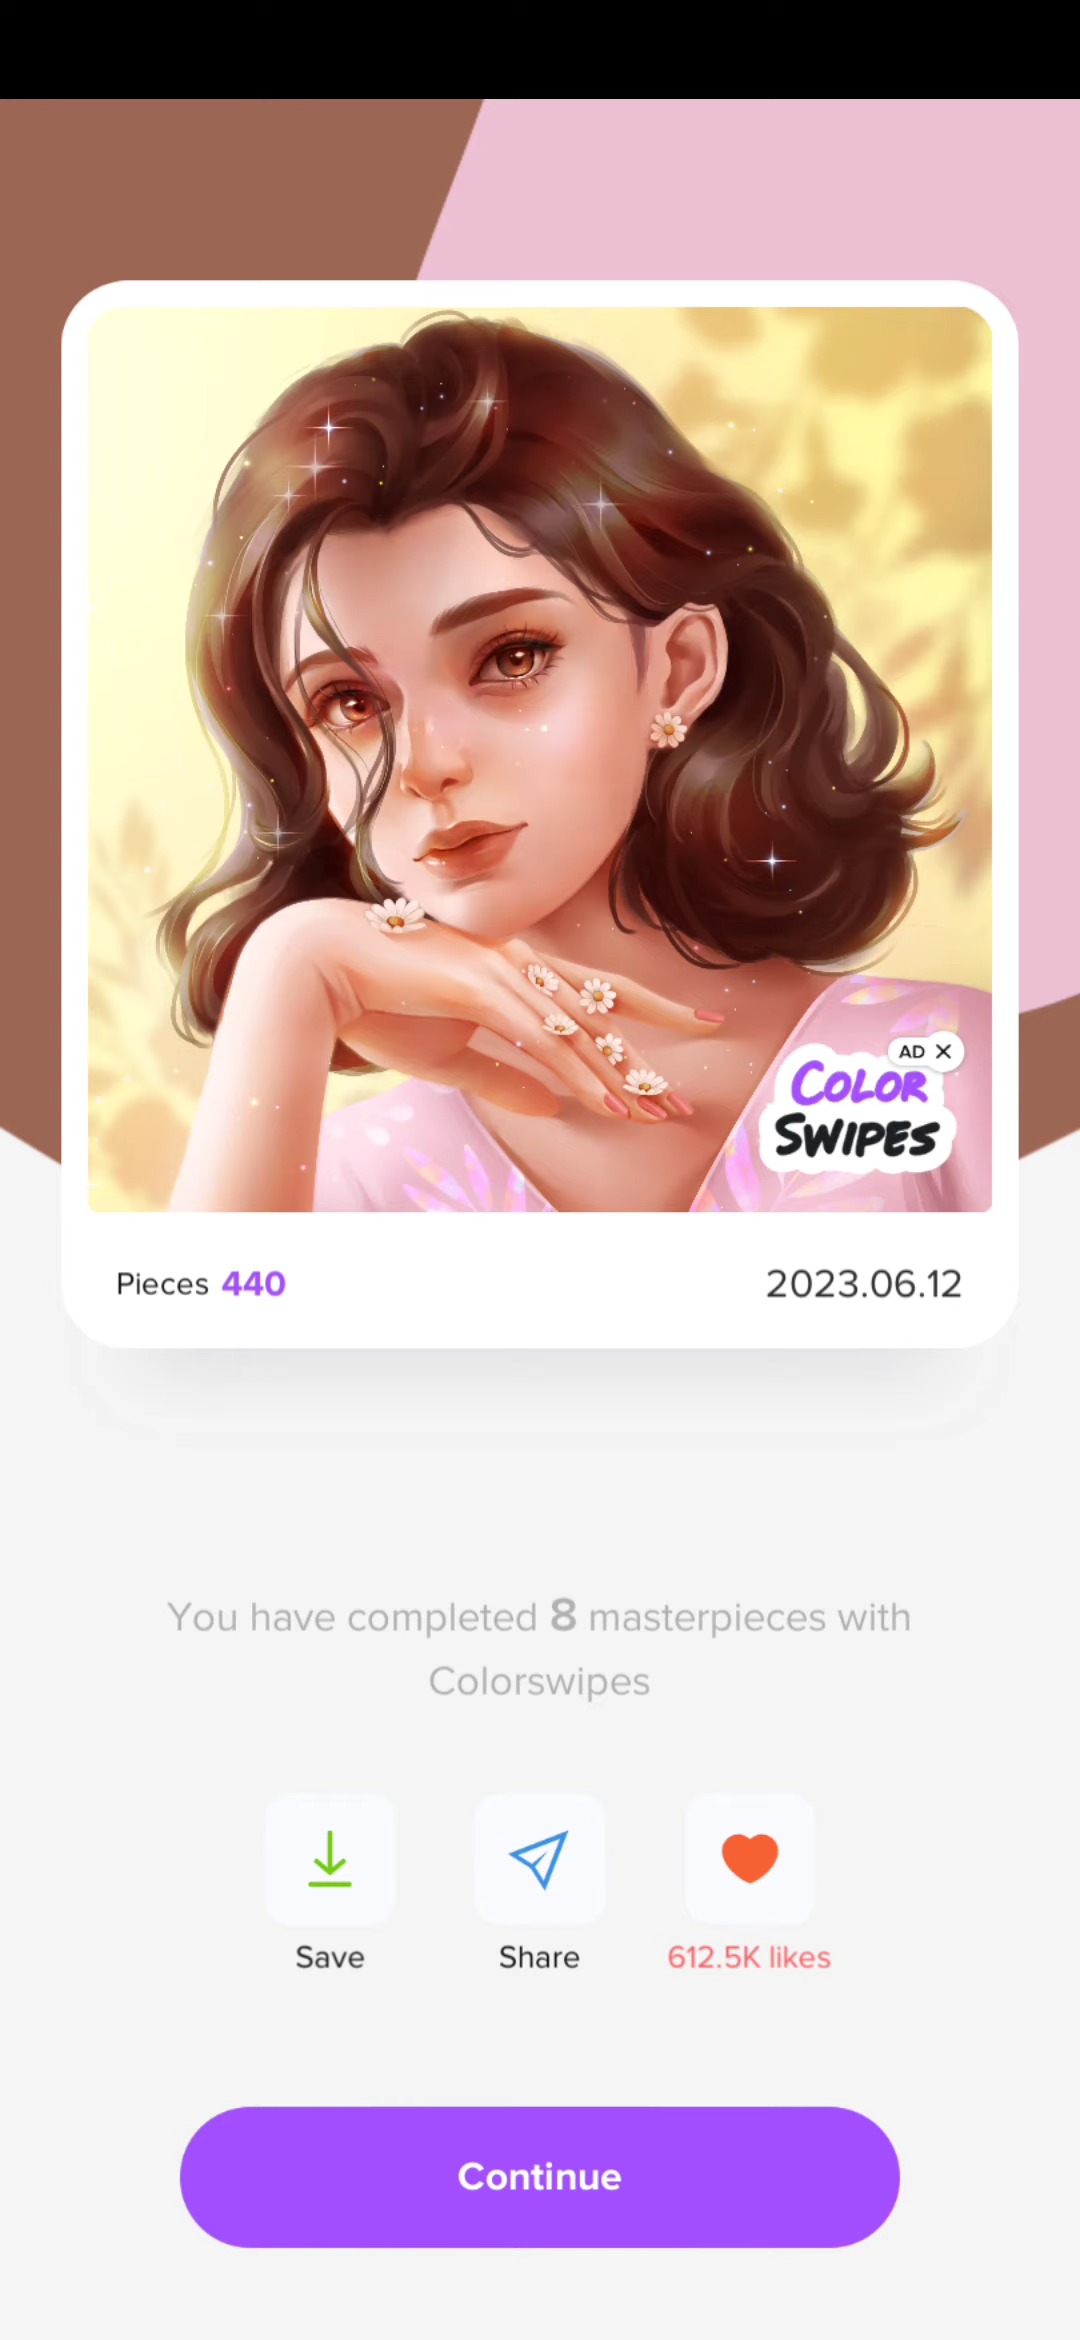 AD
COLOR
SWIPES
Pieces 440
2023.06.12
You have completed 8 masterpieces with
Colorswipes
Save
Share
612.5K likes
Continue